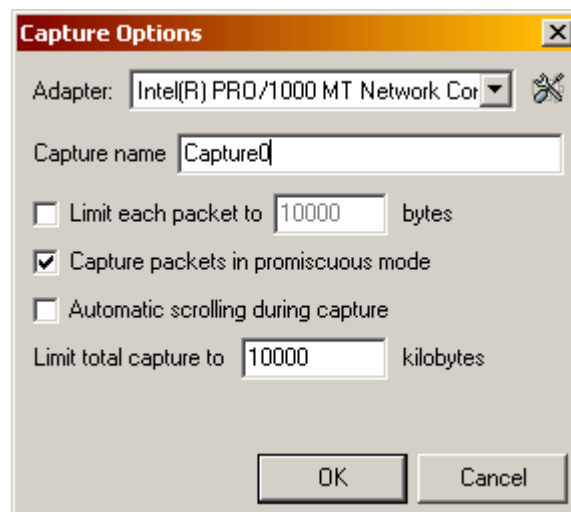 Capture Options
Adapter: Intel(R) PRO/1000 MT Network Cor
Capture name Capture0
Limit each packet to 10000 bytes
Capture packets in promiscuous mode
Automatic scrolling during capture
Limit total capture to 10000 kilobytes
OK Cancel